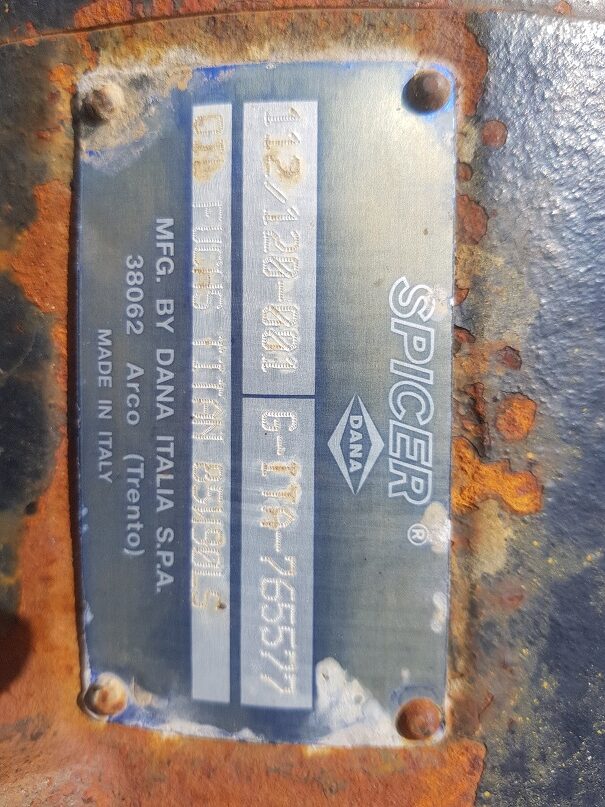 SPICER ®
DANA
112/120-001 G-ITA-765577
FUCHS TITAN 85W90LS
MFG. BY DANA ITALIA S.P.A.
38062 Arco (Trento)
MADE IN ITALY